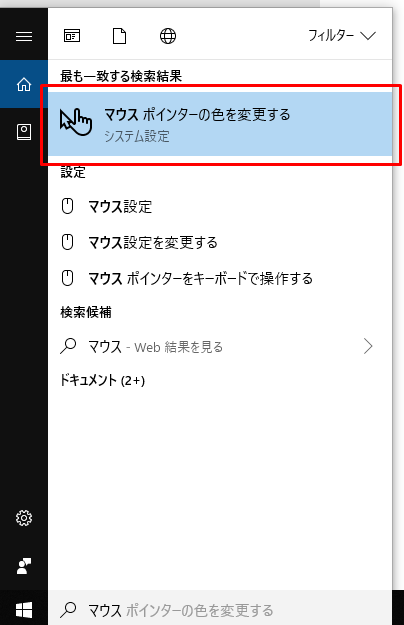 フィルター
最も一致する検索結果
マウス ポインターの色を変更する
システム設定
設定
マウス設定
マウス設定を変更する
マウス ポインターをキーボードで操作する
検索候補
マウス - Web 結果を見る
ドキュメント (2+)
マウス ポインターの色を変更する